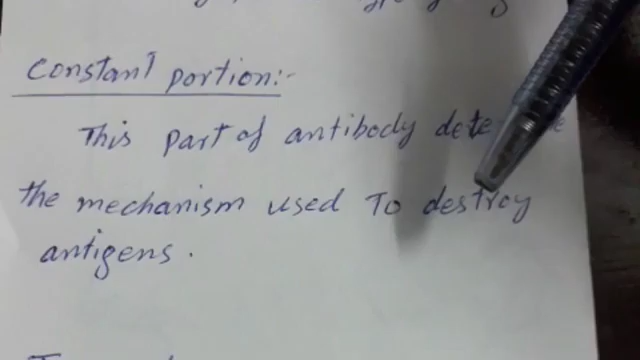 Constant portion:-
This part of antibody
the mechanism used To destroy
antigens.